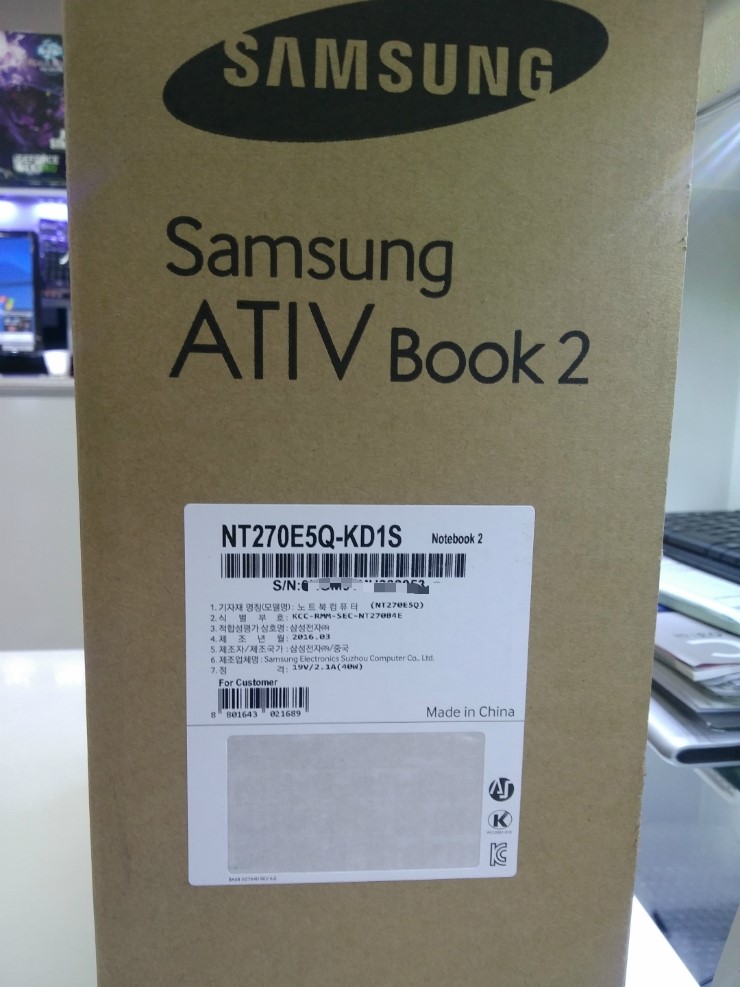 SAMSUNG
Samsung
ATIV Book 2
NT270E5Q-KD1S Notebook 2
S/N:
1. 기자재 명칭(모델명): 노트북컴퓨터 (NT270E5Q)
2. 식 별 부 호: KCC-RMM-SEC-NT270B4E
3. 적합성평가 상호명: 삼성전자㈜
4. 제 조 년 월: 2016.03
5. 제조자/제조국가 : 삼성전자㈜/중국
6. 제조업체명: Samsung Electronics Suzhou Computer Co., Ltd.
7. 정 격: 19V/2.1A(40W)
For Customer
8 801643 021689
Made in China
K